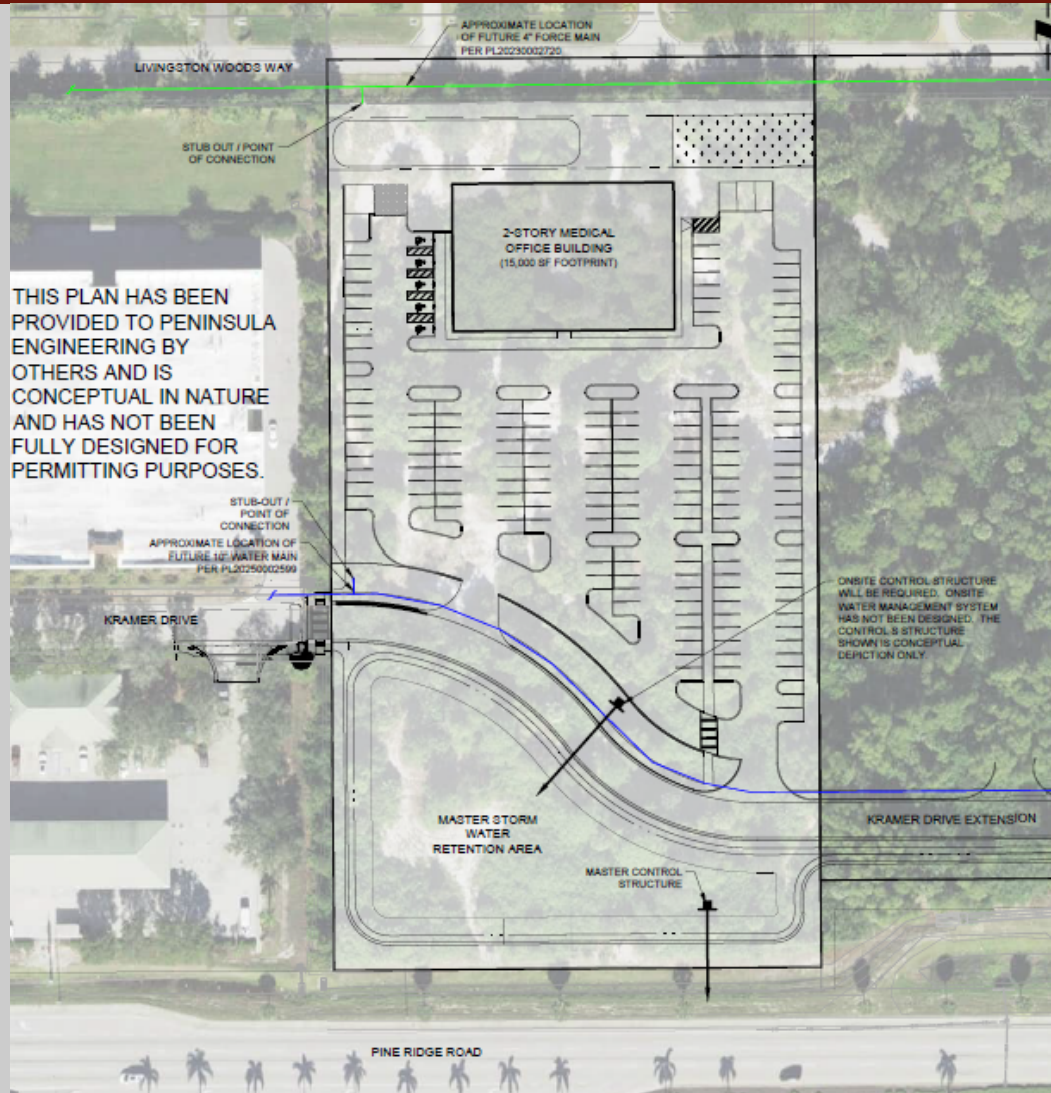 APPROXIMATE LOCATION
OF FUTURE 4" FORCE MAIN
PER PL20230002720
LIVINGSTON WOODS WAY
STUB OUT / POINT
OF CONNECTION
2-STORY MEDICAL
OFFICE BUILDING
(15,000 SF FOOTPRINT)
THIS PLAN HAS BEEN
PROVIDED TO PENINSULA
ENGINEERING BY
OTHERS AND IS
CONCEPTUAL IN NATURE
AND HAS NOT BEEN
FULLY DESIGNED FOR
PERMITTING PURPOSES.
STUB-OUT /
POINT OF
CONNECTION
APPROXIMATE LOCATION OF
FUTURE 10" WATER MAIN
PER PL20250002599
KRAMER DRIVE
ONSITE CONTROL STRUCTURE
WILL BE REQUIRED. ONSITE
WATER MANAGEMENT SYSTEM
HAS NOT BEEN DESIGNED. THE
CONTROL S STRUCTURE
SHOWN IS CONCEPTUAL
DEPICTION ONLY.
MASTER STORM
WATER
RETENTION AREA
KRAMER DRIVE EXTENSION
MASTER CONTROL
STRUCTURE
PINE RIDGE ROAD